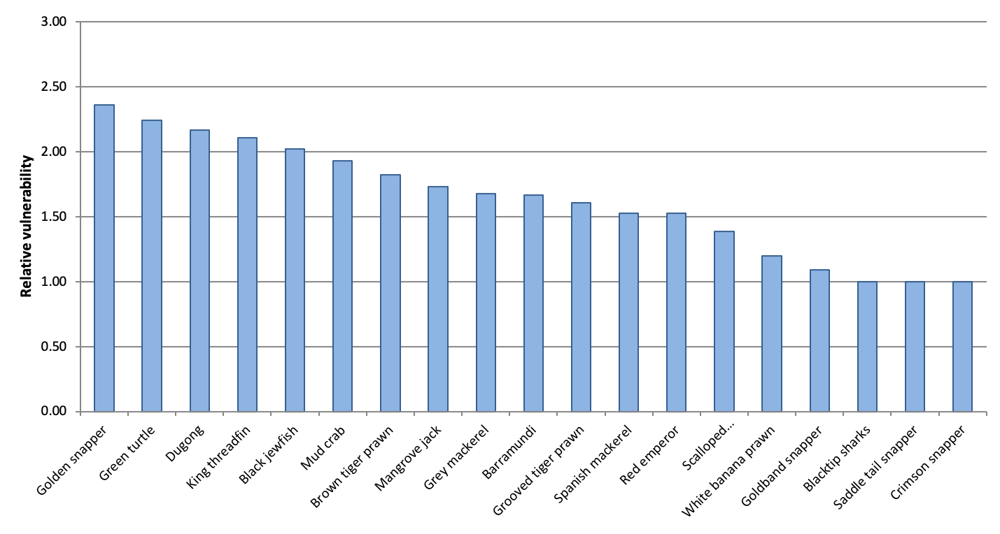 3.00
2.50
2.00
1.50
1.00
0.50
0.00
Relative vulnerability
Golden snapper
Green turtle
Dugong
King threadfin
Black jewfish
Mud crab
Brown tiger prawn
Mangrove jack
Grey mackerel
Barramundi
Grooved tiger prawn
Spanish mackerel
Red emperor
Scalloped...
White banana prawn
Goldband snapper
Blacktip sharks
Saddle tail snapper
Crimson snapper